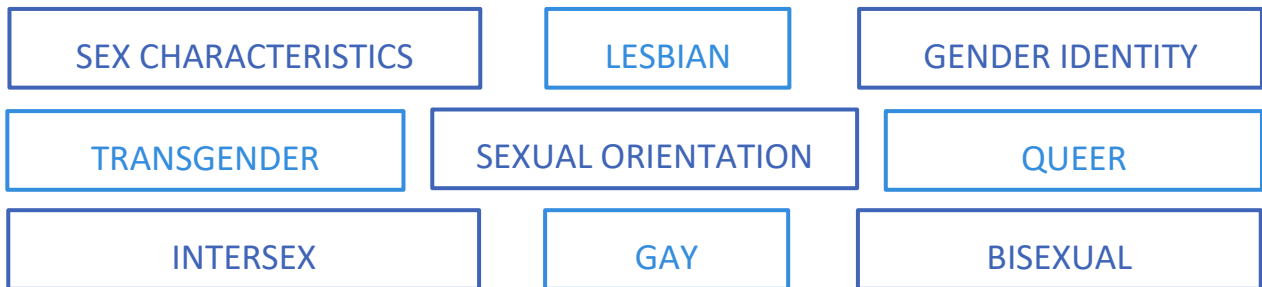 SEX CHARACTERISTICS
LESBIAN
GENDER IDENTITY
TRANSGENDER
SEXUAL ORIENTATION
QUEER
INTERSEX
GAY
BISEXUAL